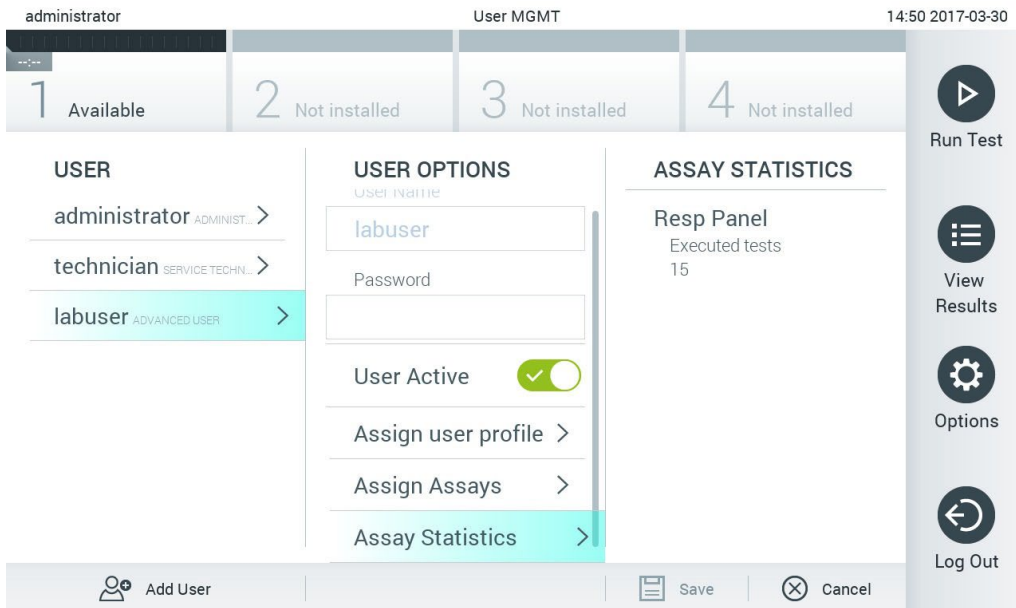 administrator User MGMT 14:50 2017-03-30
--:--
1 Available 2 Not installed 3 Not installed 4 Not installed
USER
administrator ADMINIST...
technician SERVICE TECHN...
labuser ADVANCED USER
USER OPTIONS
User Name
labuser
Password
User Active
Assign user profile
Assign Assays
Assay Statistics
ASSAY STATISTICS
Resp Panel
Executed tests
15
Run Test
View
Results
Options
Log Out
Add User Save Cancel